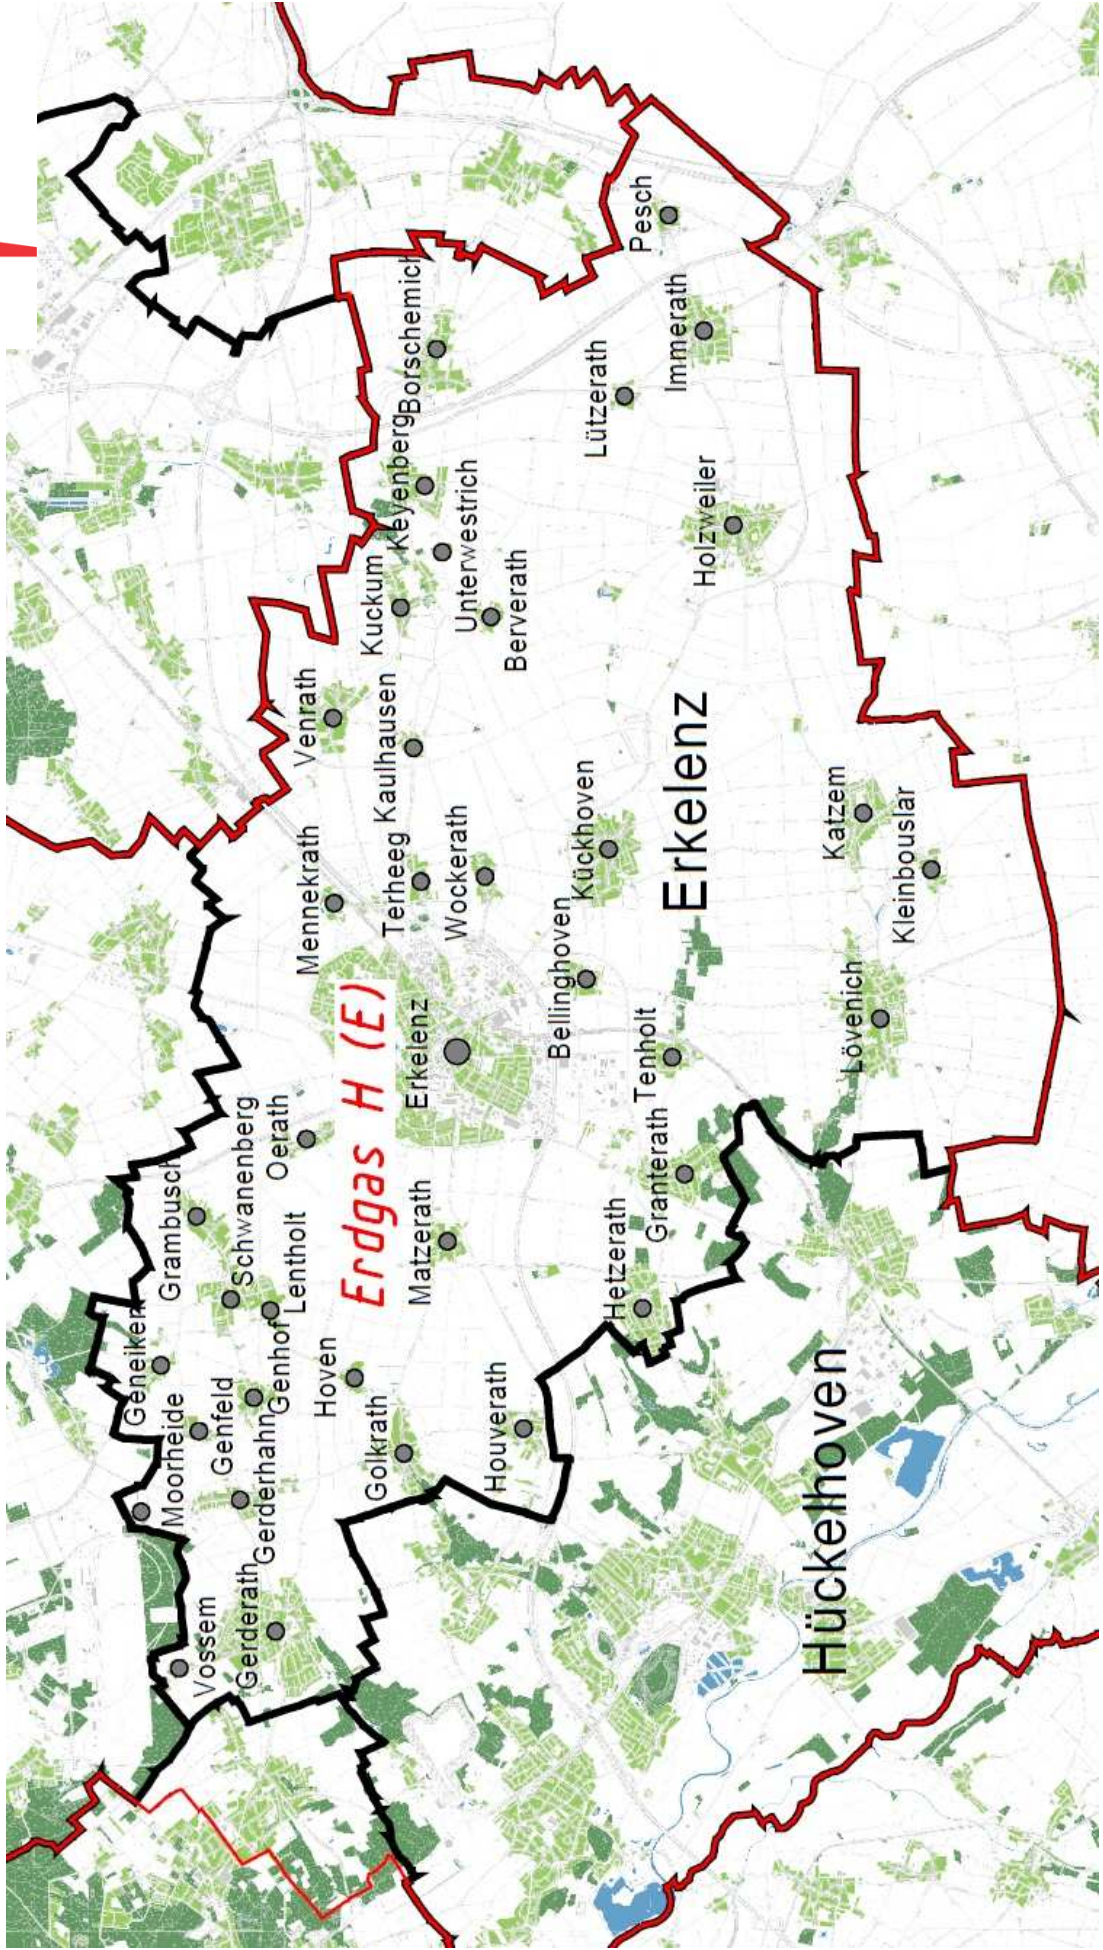 Geneiken
Moorheide
Grambusch
Vossem
Genfeld
Schwanenberg
Gerderath
Gerderhahn
Genhof
Oerath
Lentholt
Venrath
Mennekrath
Hoven
Erdgas H (E)
Kuckum
Golkrath
Kaulhausen
Terheeg
Keyenberg
Borschemich
Matzerath
Erkelenz
Wockerath
Unterwestrich
Houverath
Berverath
Bellinghoven
Kückhoven
Lützerath
Hetzerath
Pesch
Tenholt
Granterath
Immerath
Erkelenz
Holzweiler
Hückelhoven
Katzem
Lövenich
Kleinbouslar